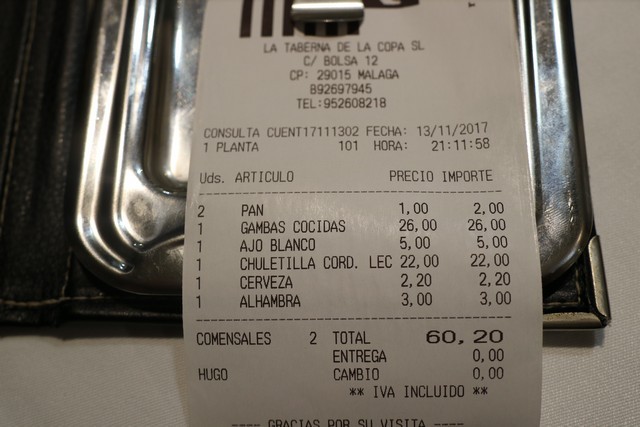 LA TABERNA DE LA COPA SL
C/ BOLSA 12
CP: 29015 MALAGA
B92697945
TEL:952608218
CONSULTA CUENT17111302 FECHA: 13/11/2017
1 PLANTA 101 HORA: 21:11:58
Uds. ARTICULO PRECIO IMPORTE
2 PAN 1,00 2,00
1 GAMBAS COCIDAS 26,00 26,00
1 AJO BLANCO 5,00 5,00
1 CHULETILLA CORD. LEC 22,00 22,00
1 CERVEZA 2,20 2,20
1 ALHAMBRA 3,00 3,00
COMENSALES 2 TOTAL 60,20
ENTREGA 0,00
HUGO CAMBIO 0,00
** IVA INCLUIDO **
---- GRACIAS POR SU VISITA ----